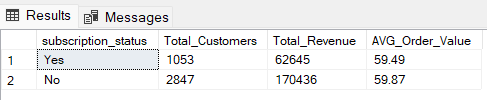 Results Messages
subscription_status Total_Customers Total_Revenue AVG_Order_Value
1 Yes 1053 62645 59.49
2 No 2847 170436 59.87